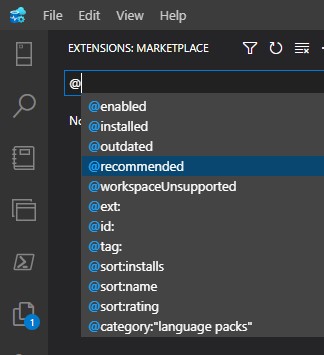 File Edit View Help
EXTENSIONS: MARKETPLACE
@
No
@enabled
@installed
@outdated
@recommended
@workspaceUnsupported
@ext:
@id:
@tag:
@sort:installs
@sort:name
@sort:rating
@category:"language packs"
1